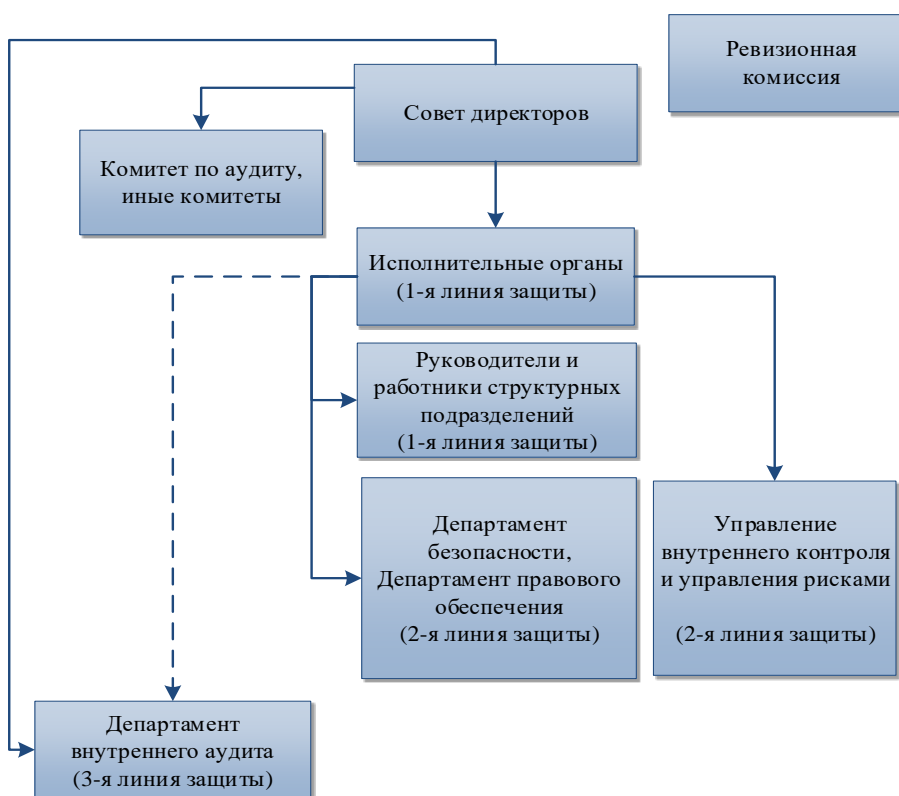 Ревизионная
комиссия
Совет директоров
Комитет по аудиту,
иные комитеты
Исполнительные органы
(1-я линия защиты)
Руководители и
работники структурных
подразделений
(1-я линия защиты)
Департамент
безопасности,
Департамент правового
обеспечения
(2-я линия защиты)
Управление
внутреннего контроля
и управления рисками
(2-я линия защиты)
Департамент
внутреннего аудита
(3-я линия защиты)